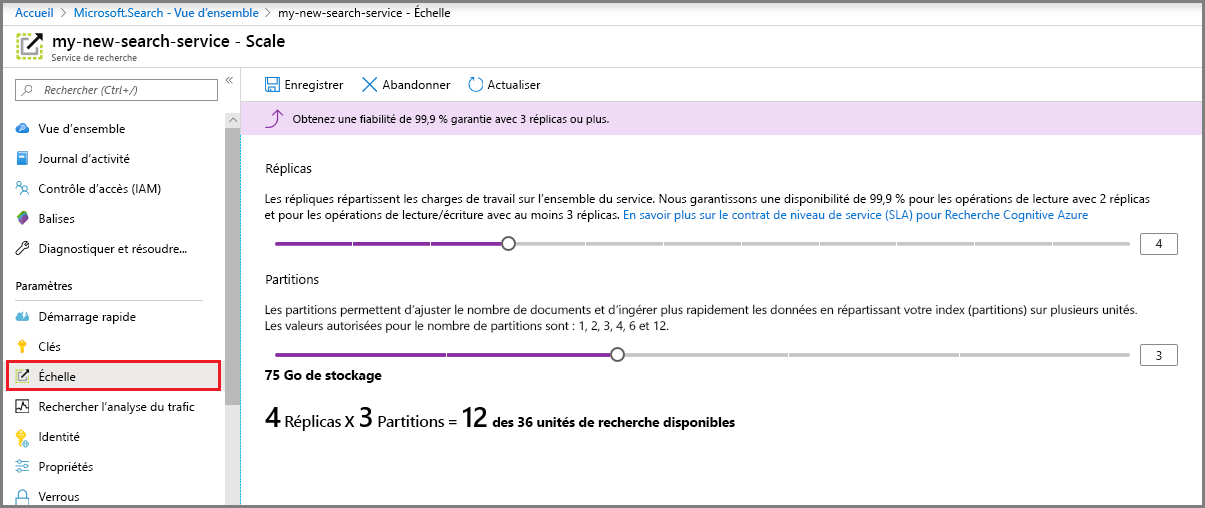 Accueil > Microsoft.Search - Vue d'ensemble > my-new-search-service - Échelle
my-new-search-service - Scale
Service de recherche
Rechercher (Ctrl+/)
«
Vue d'ensemble
Journal d'activité
Contrôle d'accès (IAM)
Balises
Diagnostiquer et résoudre...
Paramètres
Démarrage rapide
Clés
Échelle
Rechercher l'analyse du trafic
Identité
Propriétés
Verrous
Enregistrer Abandonner Actualiser
Obtenez une fiabilité de 99,9 % garantie avec 3 réplicas ou plus.
Réplicas
Les répliques répartissent les charges de travail sur l'ensemble du service. Nous garantissons une disponibilité de 99,9 % pour les opérations de lecture avec 2 réplicas
et pour les opérations de lecture/écriture avec au moins 3 réplicas. En savoir plus sur le contrat de niveau de service (SLA) pour Recherche Cognitive Azure
4
Partitions
Les partitions permettent d'ajuster le nombre de documents et d'ingérer plus rapidement les données en répartissant votre index (partitions) sur plusieurs unités.
Les valeurs autorisées pour le nombre de partitions sont : 1, 2, 3, 4, 6 et 12.
3
75 Go de stockage
4 Réplicas X 3 Partitions = 12 des 36 unités de recherche disponibles